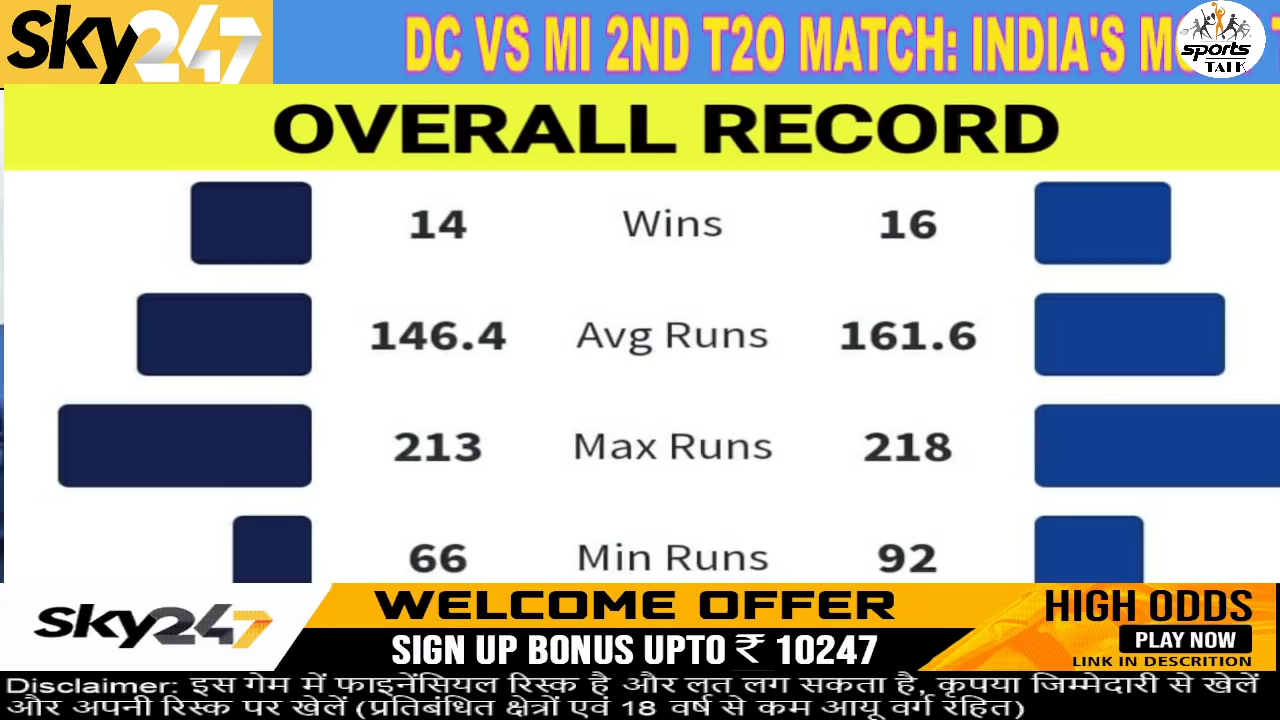 Sky247
DC VS MI 2ND T20 MATCH: INDIA'S
sports
TALK
OVERALL RECORD
14 Wins 16
146.4 Avg Runs 161.6
213 Max Runs 218
66 Min Runs 92
sky247
WELCOME OFFER
SIGN UP BONUS UPTO ₹ 10247
HIGH ODDS
PLAY NOW
LINK IN DESCRITION
Disclaimer: इस गेम में फाइनेंसियल रिस्क है और लत लग सकता है, कृपया जिम्मेदारी से खेलें
और अपनी रिस्क पर खेलें (प्रतिबंधित क्षेत्रों एवं 18 वर्ष से कम आयू वर्ग रहित)